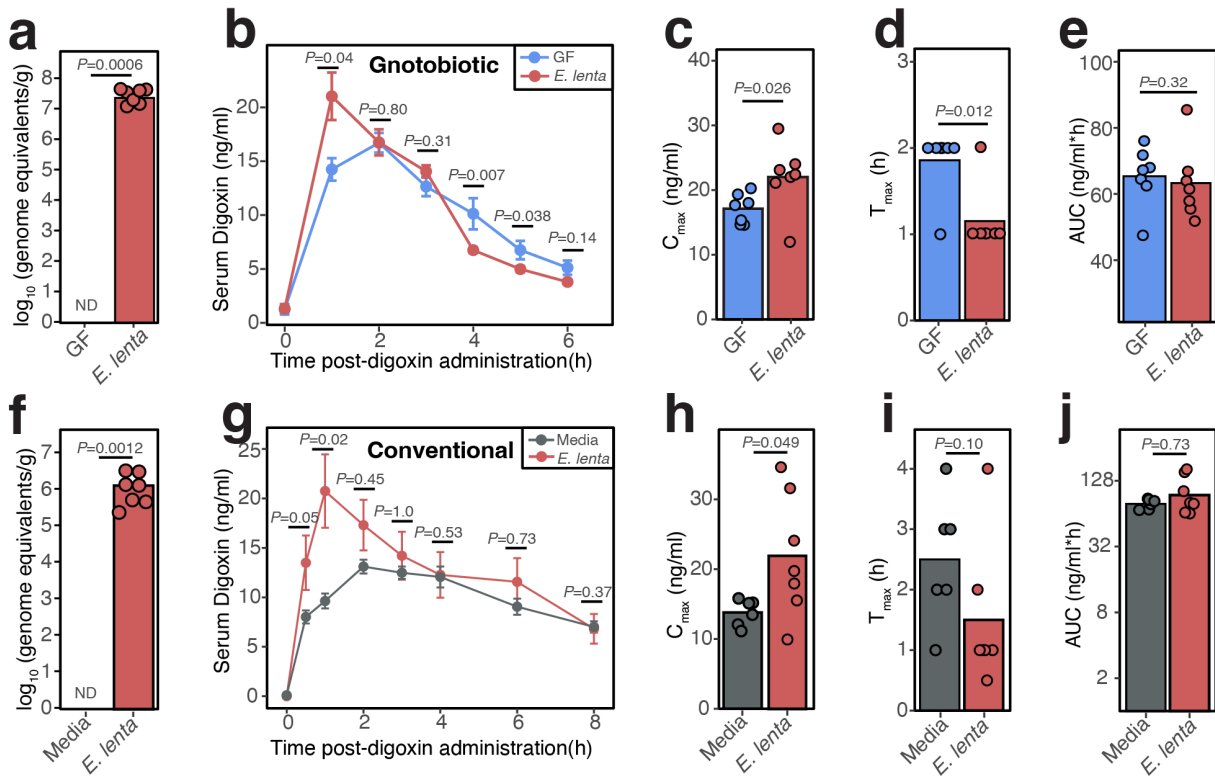 a
P=0.0006
log10 (genome equivalents/g)
8
7
6
5
4
3
2
1
0
ND
GF
E. lenta
b
Gnotobiotic
GF
E. lenta
P=0.04
P=0.80
P=0.31
P=0.007
P=0.038
P=0.14
Serum Digoxin (ng/ml)
20
15
10
5
0
0
2
4
6
Time post-digoxin administration(h)
c
P=0.026
Cmax (ng/ml)
40
30
20
10
0
GF
E. lenta
d
P=0.012
Tmax (h)
3
2
1
0
GF
E. lenta
e
P=0.32
AUC (ng/ml*h)
100
80
60
40
GF
E. lenta
f
P=0.0012
log10 (genome equivalents/g)
7
6
5
4
3
2
1
0
ND
Media
E. lenta
g
Conventional
Media
E. lenta
P=0.05
P=0.02
P=0.45
P=1.0
P=0.53
P=0.73
P=0.37
Serum Digoxin (ng/ml)
25
20
15
10
5
0
0
2
4
6
8
Time post-digoxin administration(h)
h
P=0.049
Cmax (ng/ml)
30
20
10
0
Media
E. lenta
i
P=0.10
Tmax (h)
4
3
2
1
0
Media
E. lenta
j
P=0.73
AUC (ng/ml*h)
128
32
8
2
Media
E. lenta